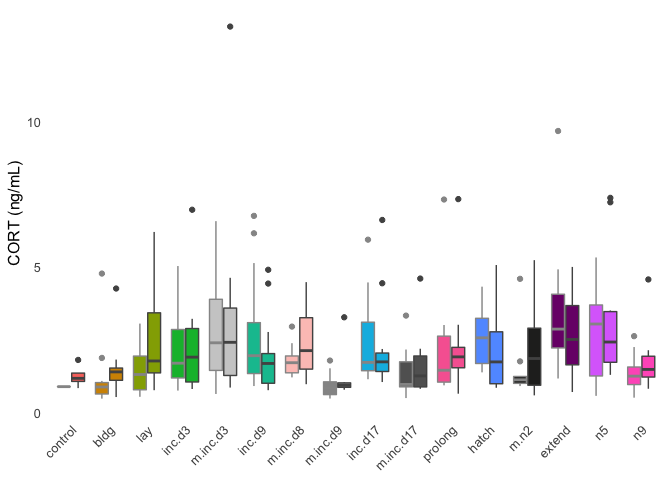 CORT (ng/mL)
10
5
0
control
bldg
lay
inc.d3
m.inc.d3
inc.d9
m.inc.d8
m.inc.d9
inc.d17
m.inc.d17
prolong
hatch
m.n2
extend
n5
n9